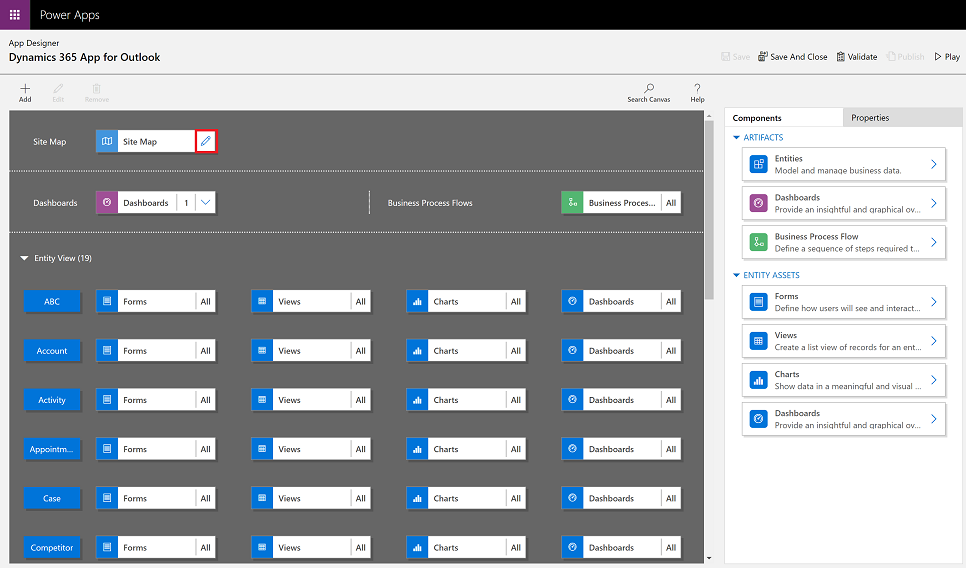 Power Apps
App Designer
Dynamics 365 App for Outlook
Save Save And Close Validate Publish Play
Add Edit Remove Search Canvas Help
Components Properties
Site Map Site Map
Dashboards Dashboards 1 Business Process Flows Business Proces... All
Entity View (19)
ABC Forms All Views All Charts All Dashboards All
Account Forms All Views All Charts All Dashboards All
Activity Forms All Views All Charts All Dashboards All
Appointm... Forms All Views All Charts All Dashboards All
Case Forms All Views All Charts All Dashboards All
Competitor Forms All Views All Charts All Dashboards All
ARTIFACTS
Entities
Model and manage business data.
Dashboards
Provide an insightful and graphical ov...
Business Process Flow
Define a sequence of steps required t...
ENTITY ASSETS
Forms
Define how users will see and interact...
Views
Create a list view of records for an ent...
Charts
Show data in a meaningful and visual ...
Dashboards
Provide an insightful and graphical ov...